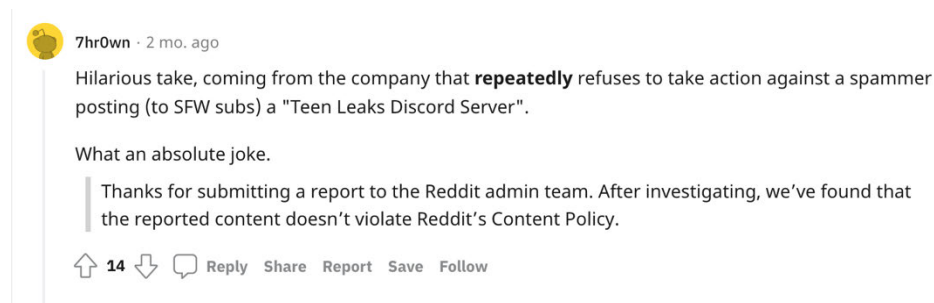 7hr0wn · 2 mo. ago
Hilarious take, coming from the company that repeatedly refuses to take action against a spammer
posting (to SFW subs) a "Teen Leaks Discord Server".
What an absolute joke.
Thanks for submitting a report to the Reddit admin team. After investigating, we’ve found that
the reported content doesn’t violate Reddit’s Content Policy.
14 Reply Share Report Save Follow